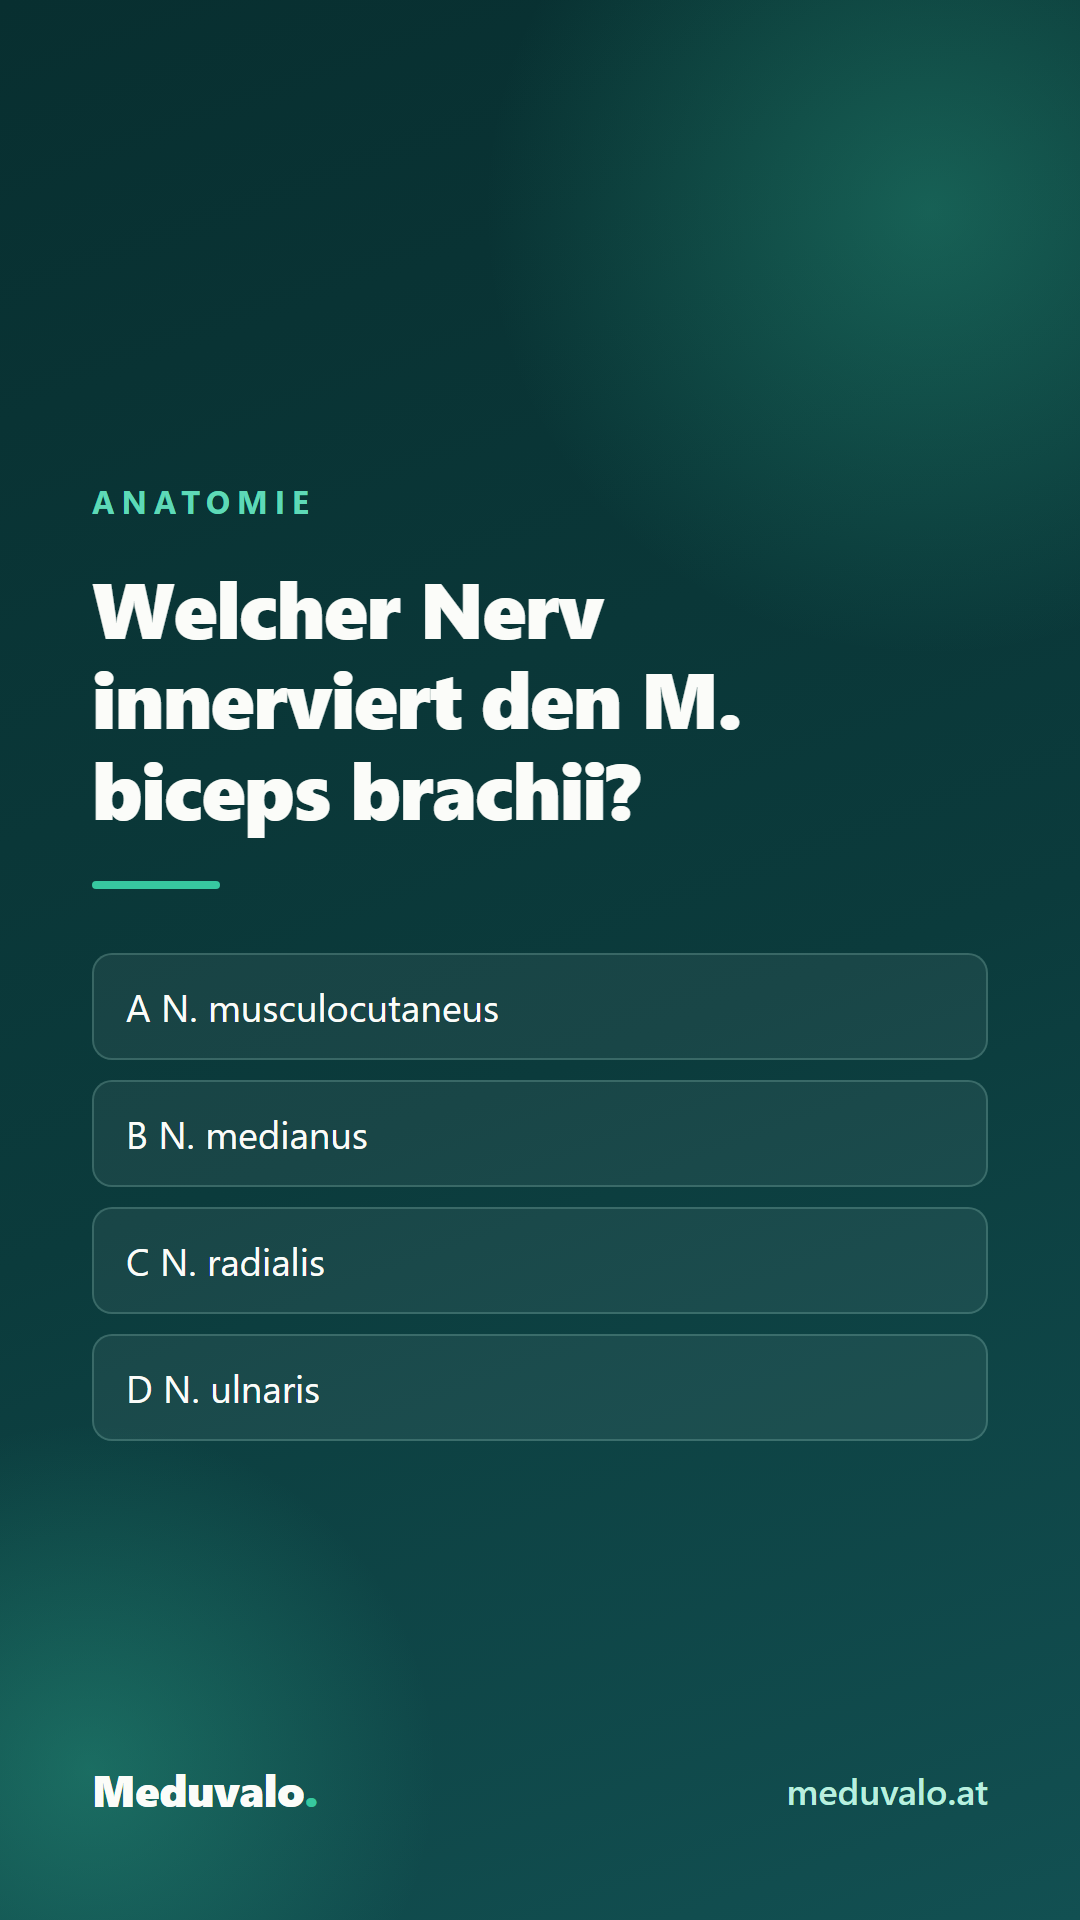 ANATOMIE
Welcher Nerv
innerviert den M.
biceps brachii?
A N. musculocutaneus
B N. medianus
C N. radialis
D N. ulnaris
Meduvalo.
meduvalo.at